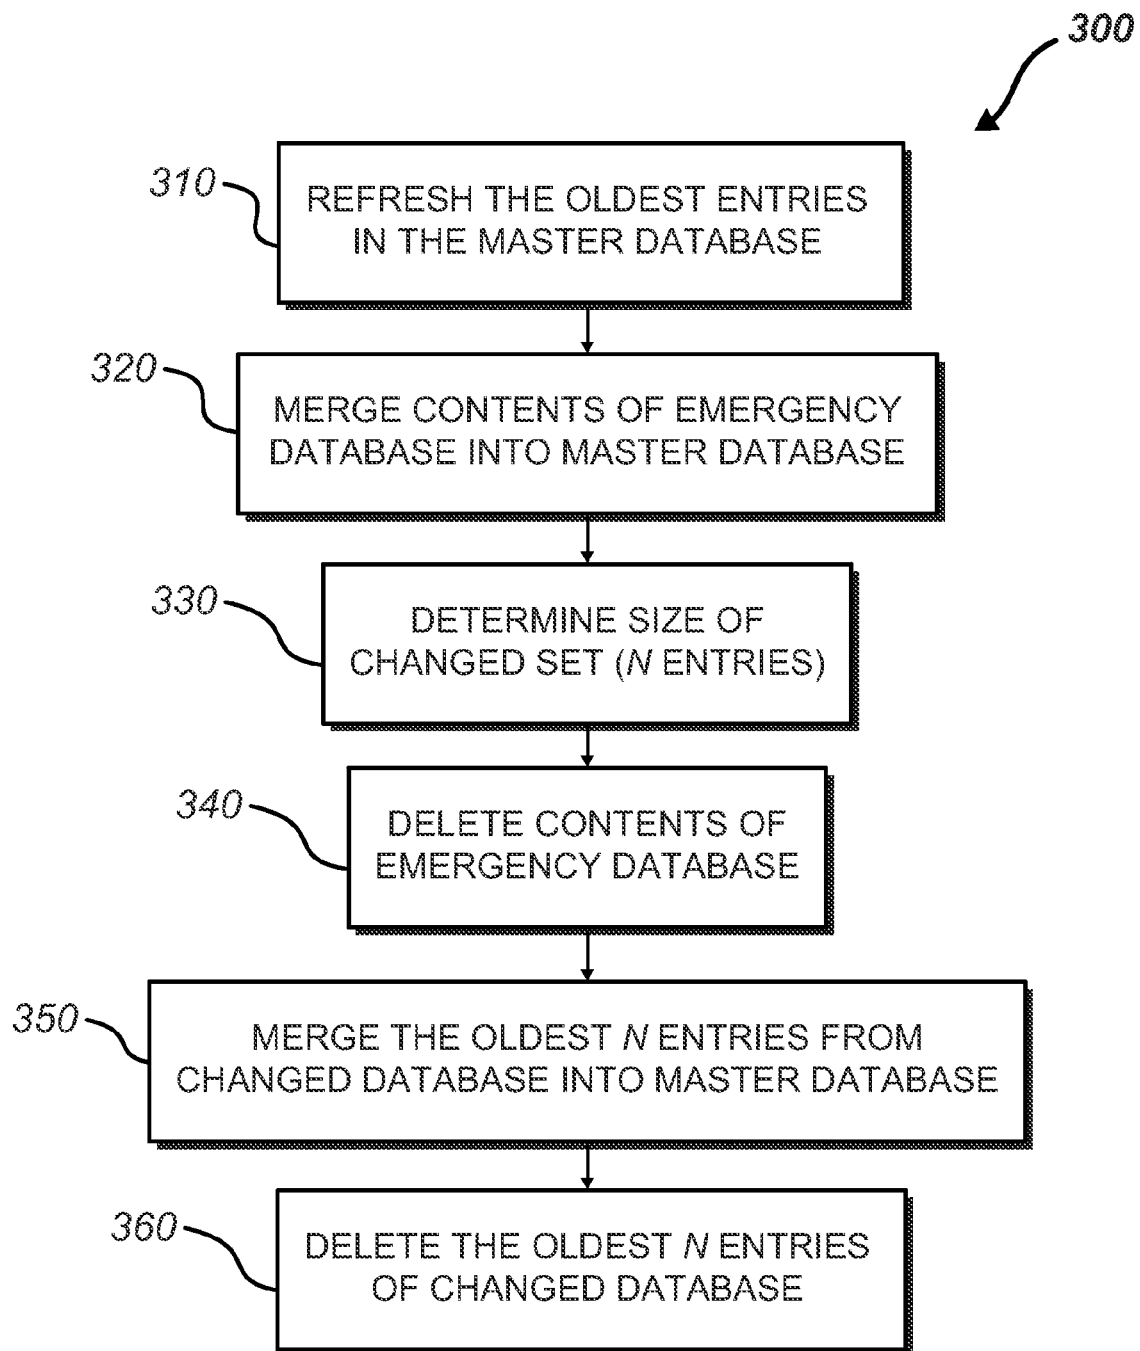 300
310
REFRESH THE OLDEST ENTRIES
IN THE MASTER DATABASE
320
MERGE CONTENTS OF EMERGENCY
DATABASE INTO MASTER DATABASE
330
DETERMINE SIZE OF
CHANGED SET (N ENTRIES)
340
DELETE CONTENTS OF
EMERGENCY DATABASE
350
MERGE THE OLDEST N ENTRIES FROM
CHANGED DATABASE INTO MASTER DATABASE
360
DELETE THE OLDEST N ENTRIES
OF CHANGED DATABASE